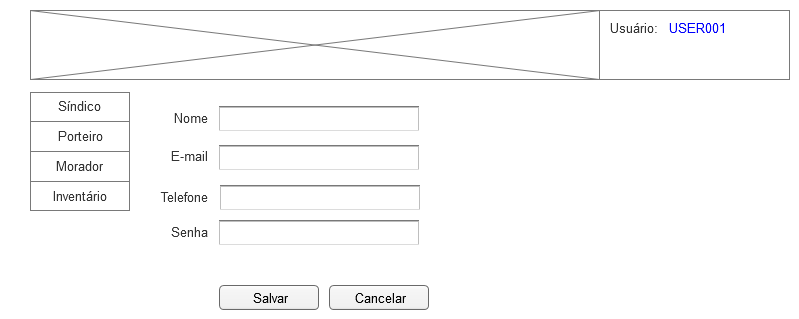 Usuário: USER001
Síndico
Porteiro
Morador
Inventário
Nome
E-mail
Telefone
Senha
Salvar
Cancelar